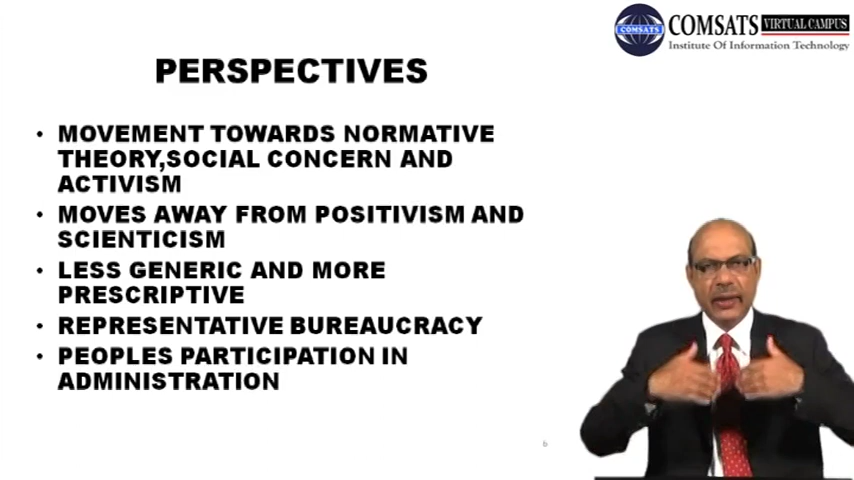 COMSATS VIRTUAL CAMPUS
COMSATS
Institute Of Information Technology
PERSPECTIVES
• MOVEMENT TOWARDS NORMATIVE
THEORY,SOCIAL CONCERN AND
ACTIVISM
• MOVES AWAY FROM POSITIVISM AND
SCIENTICISM
• LESS GENERIC AND MORE
PRESCRIPTIVE
• REPRESENTATIVE BUREAUCRACY
• PEOPLES PARTICIPATION IN
ADMINISTRATION
6